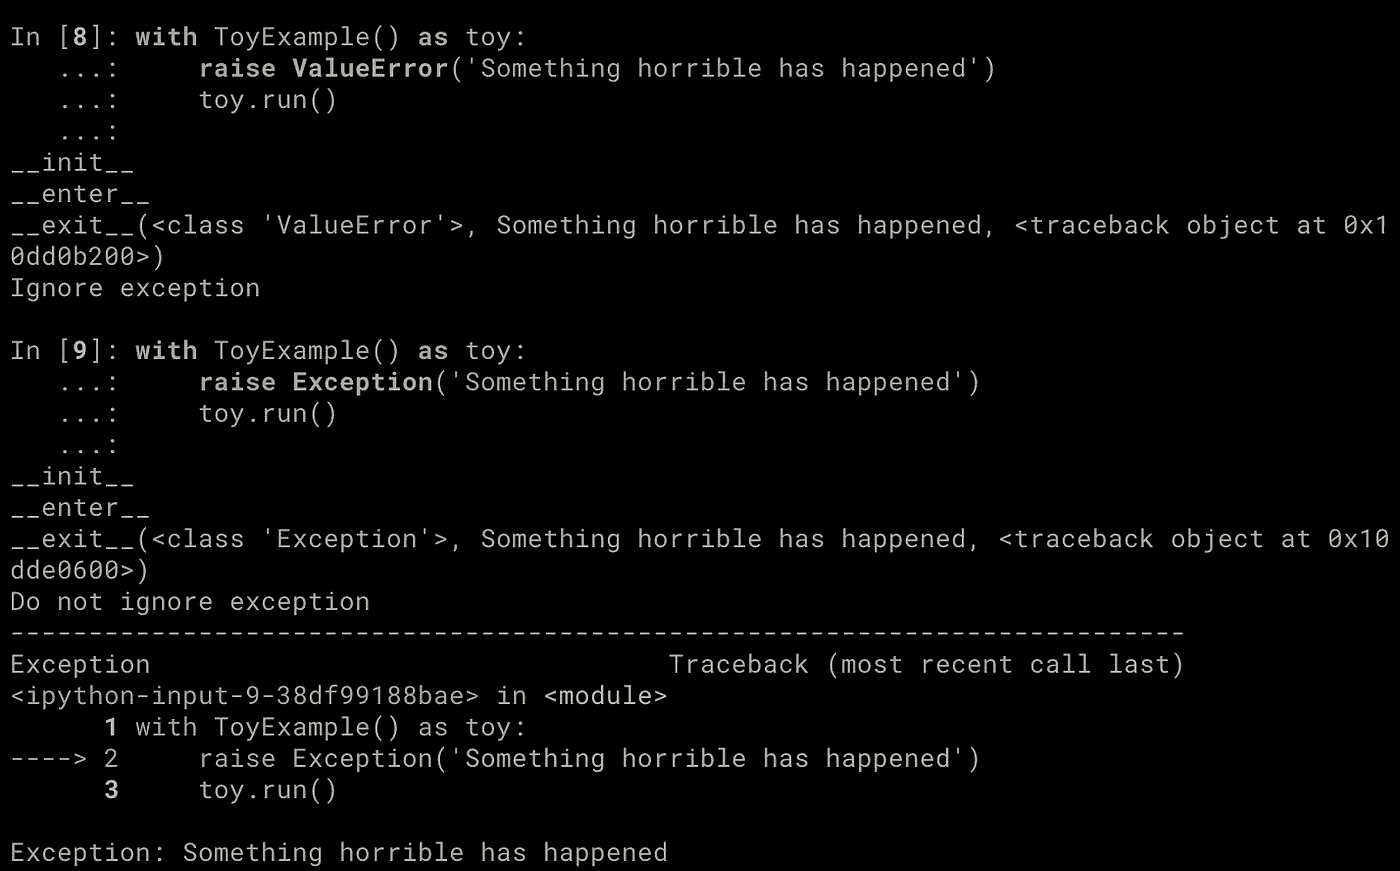 In [8]: with ToyExample() as toy:
   ...:     raise ValueError('Something horrible has happened')
   ...:     toy.run()
   ...:
__init__
__enter__
__exit__(<class 'ValueError'>, Something horrible has happened, <traceback object at 0x1
0dd0b200>)
Ignore exception

In [9]: with ToyExample() as toy:
   ...:     raise Exception('Something horrible has happened')
   ...:     toy.run()
   ...:
__init__
__enter__
__exit__(<class 'Exception'>, Something horrible has happened, <traceback object at 0x10
dde0600>)
Do not ignore exception
---------------------------------------------------------------------------
Exception                                 Traceback (most recent call last)
<ipython-input-9-38df99188bae> in <module>
      1 with ToyExample() as toy:
----> 2     raise Exception('Something horrible has happened')
      3     toy.run()

Exception: Something horrible has happened